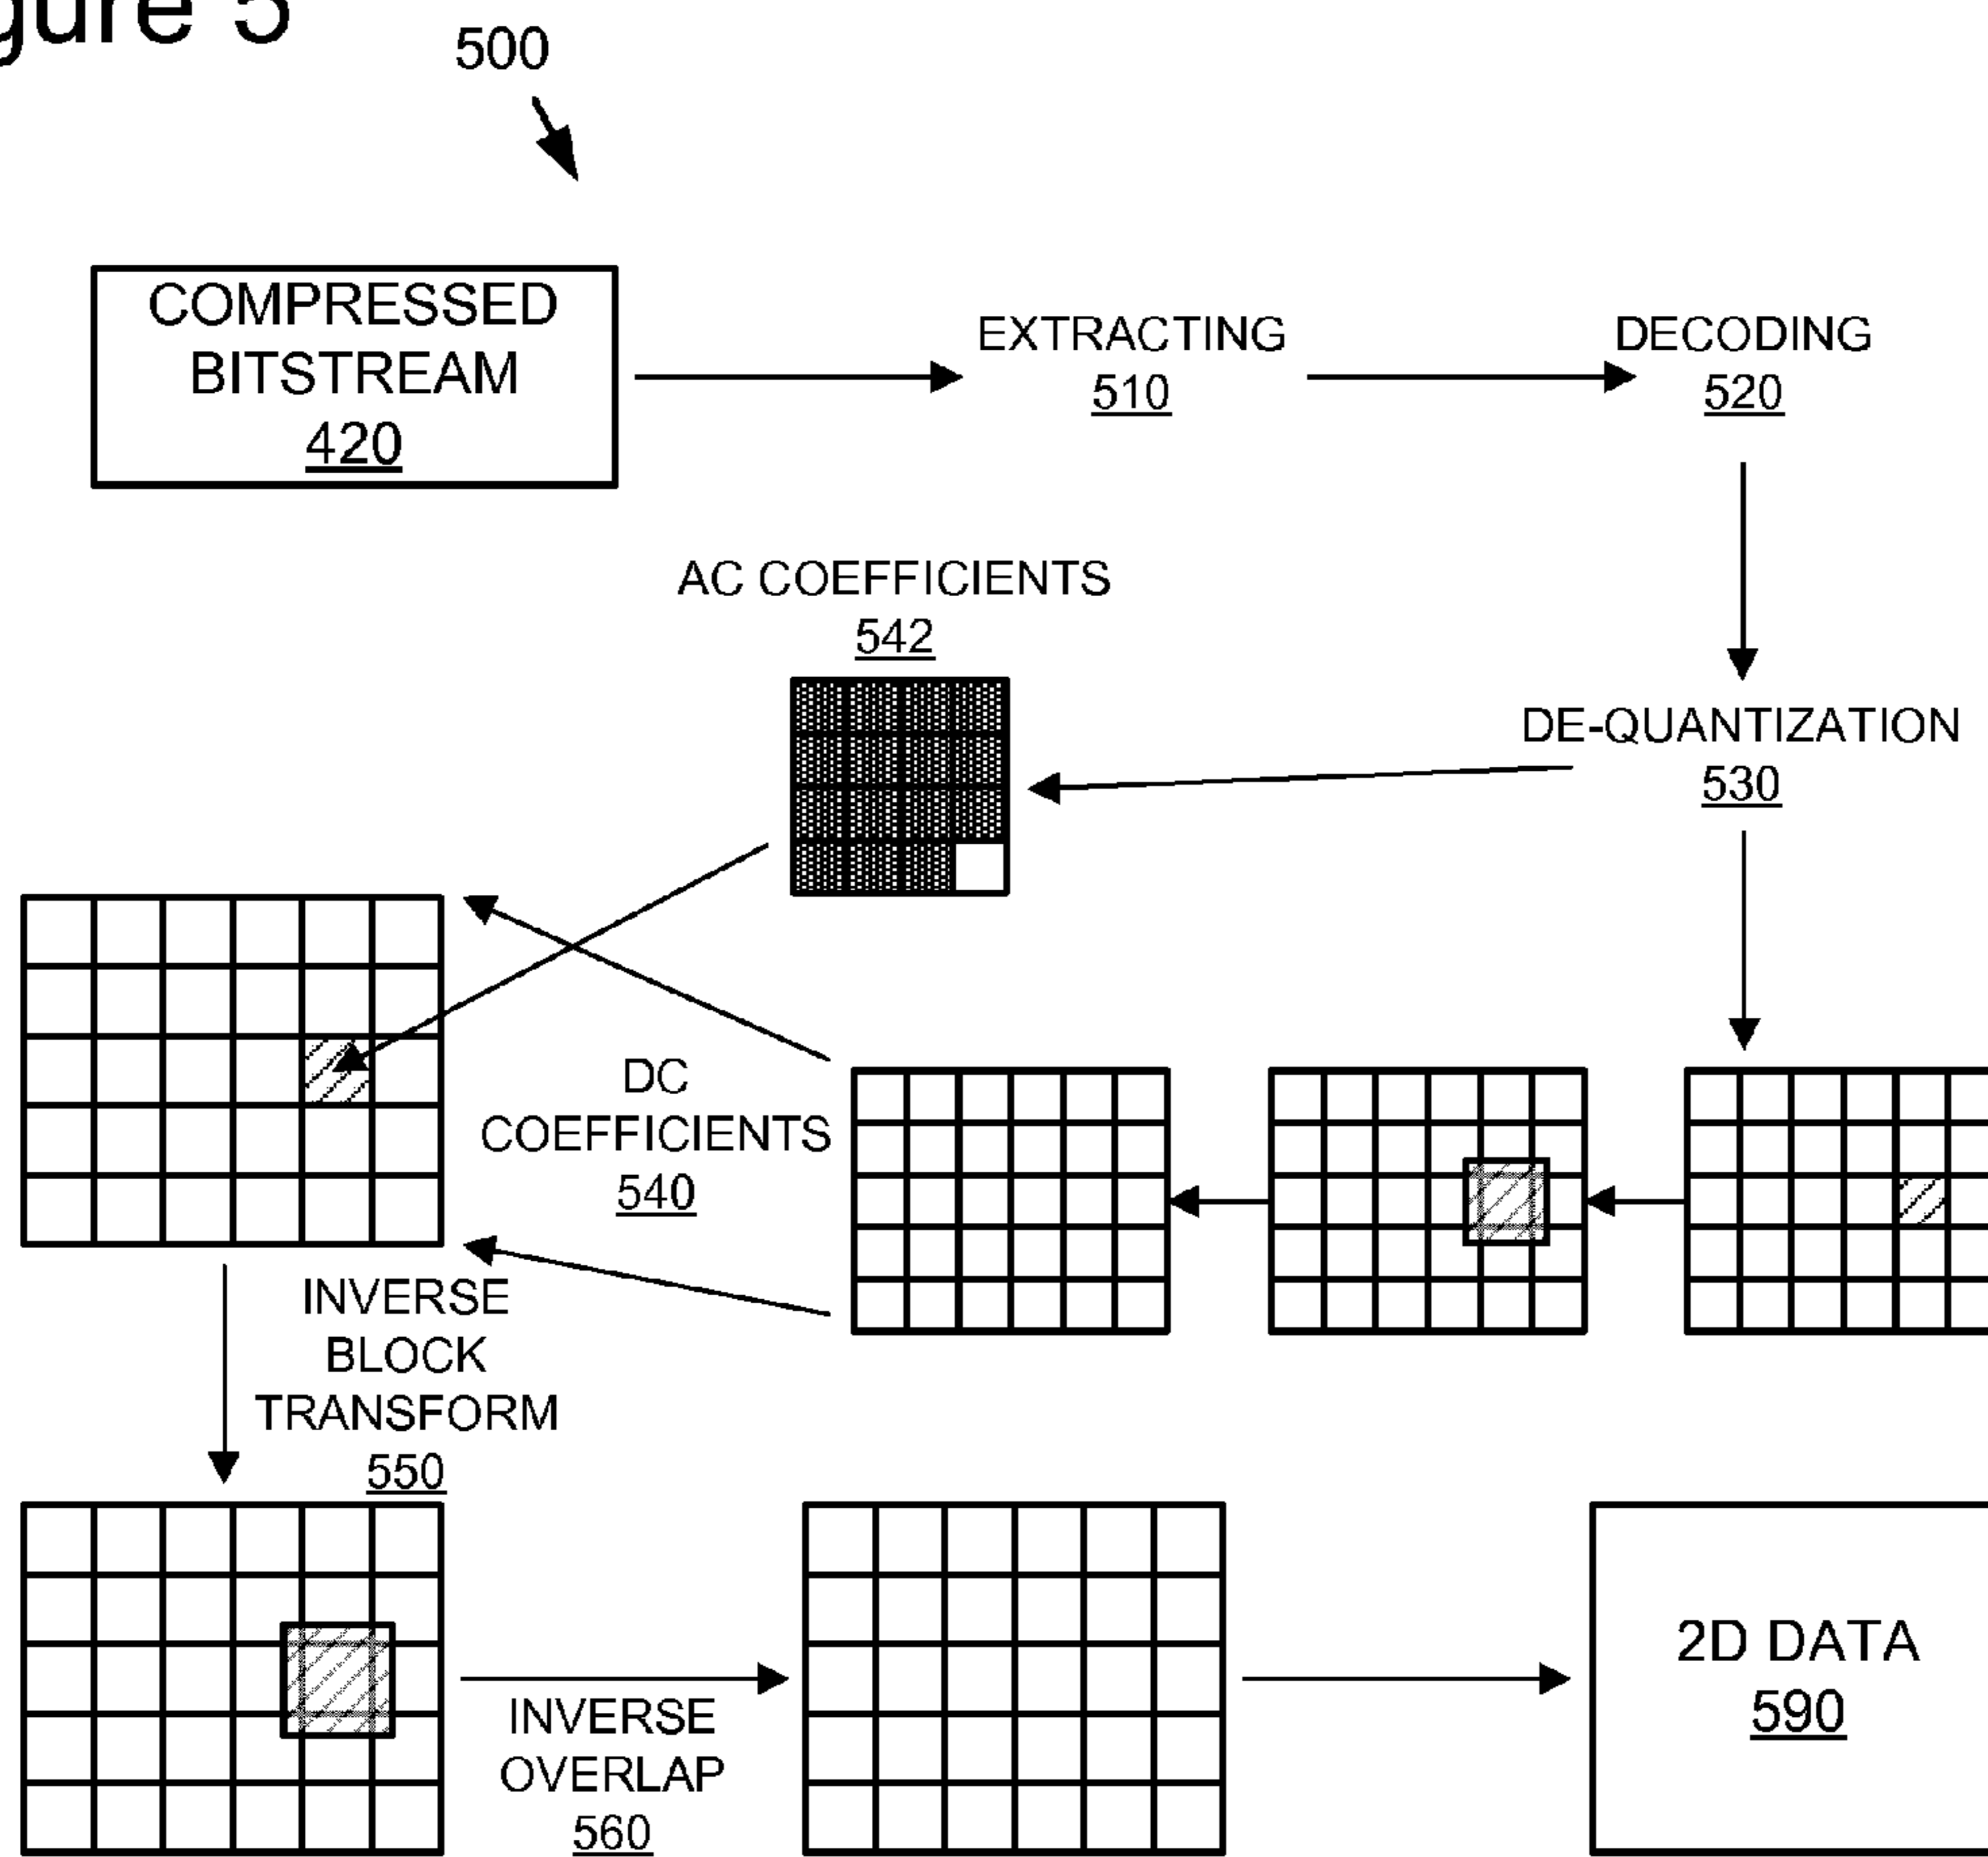 gure 5
500
COMPRESSED
BITSTREAM
420
EXTRACTING
510
DECODING
520
AC COEFFICIENTS
542
DE-QUANTIZATION
530
DC
COEFFICIENTS
540
INVERSE
BLOCK
TRANSFORM
550
INVERSE
OVERLAP
560
2D DATA
590